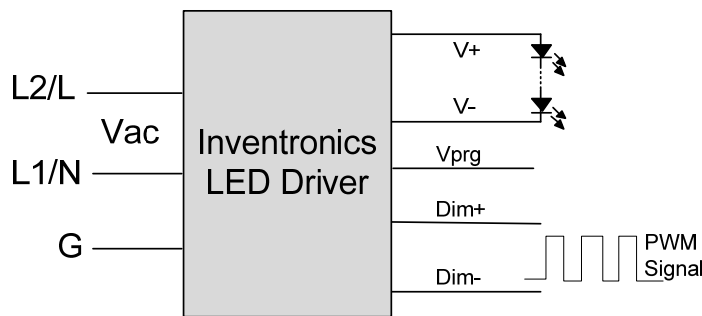 L2/L
Vac
L1/N
G
Inventronics
LED Driver
V+
V-
Vprg
Dim+
Dim-
PWM
Signal